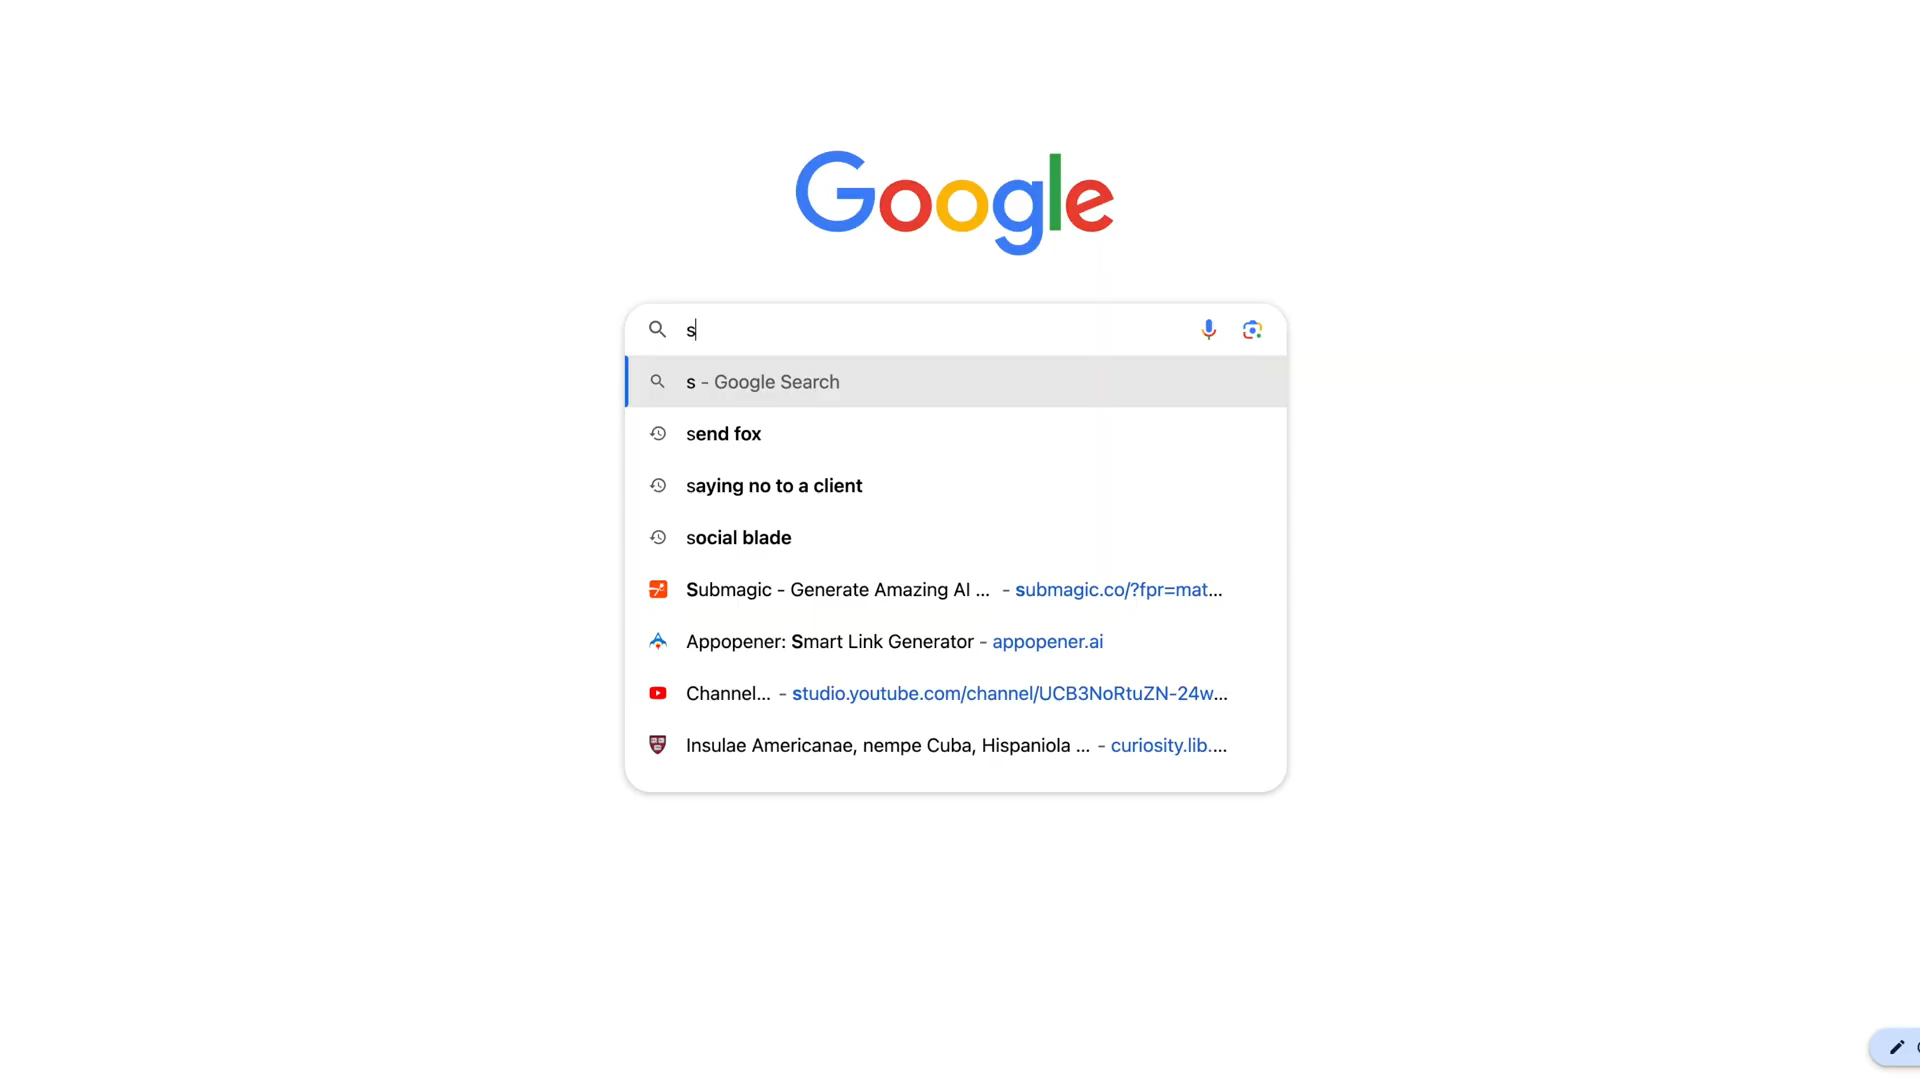 Google
s
s - Google Search
send fox
saying no to a client
social blade
Submagic - Generate Amazing AI ... - submagic.co/?fpr=mat...
Appopener: Smart Link Generator - appopener.ai
Channel... - studio.youtube.com/channel/UCB3NoRtuZN-24w...
Insulae Americanae, nempe Cuba, Hispaniola ... - curiosity.lib....